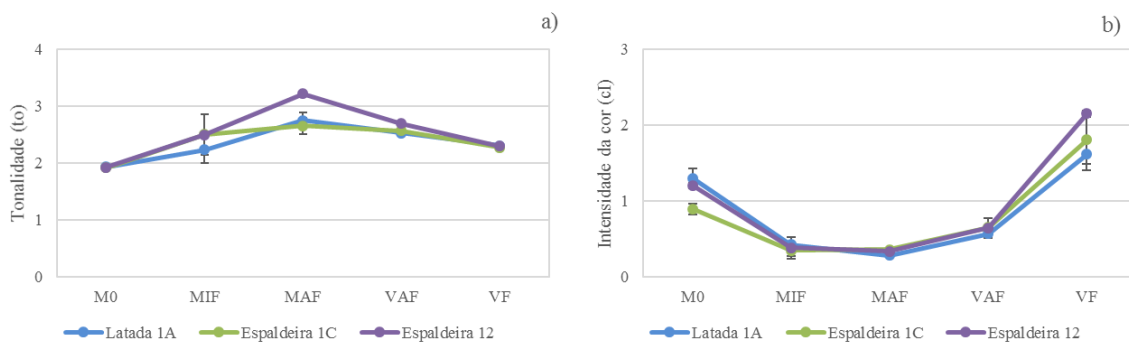 a)
4
3
2
1
0
Tonalidade (to)
M0 MIF MAF VAF VF
Latada 1A Espaldeira 1C Espaldeira 12
b)
3
2
1
0
Intensidade da cor (cI)
M0 MIF MAF VAF VF
Latada 1A Espaldeira 1C Espaldeira 12